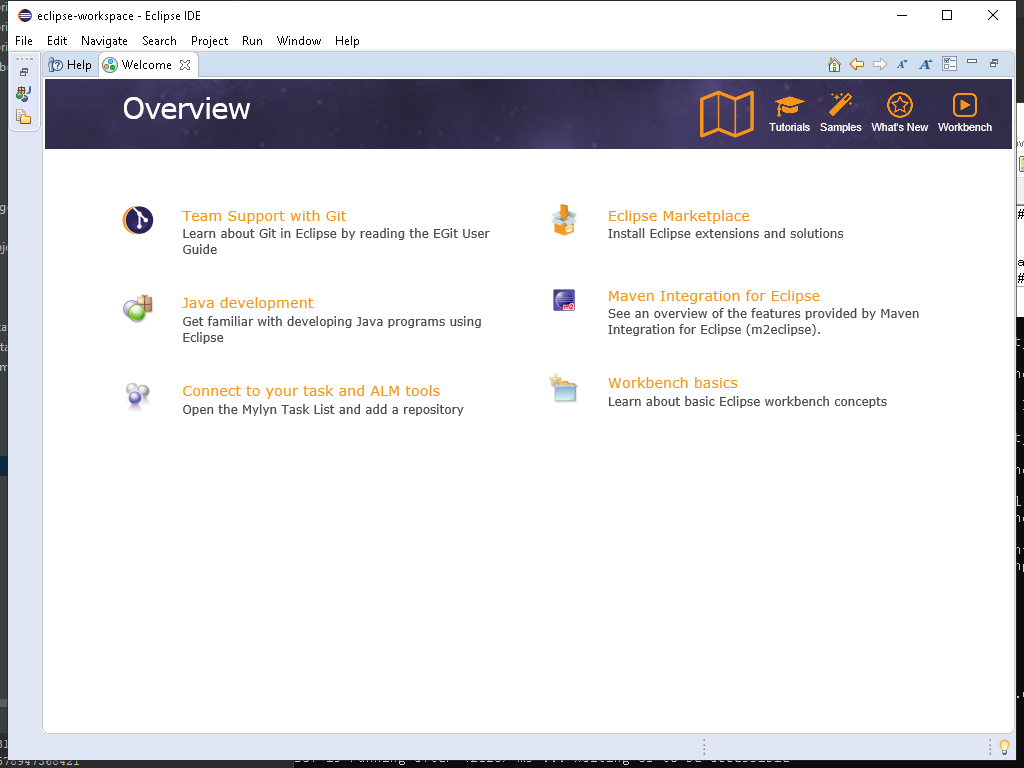 eclipse-workspace - Eclipse IDE
File Edit Navigate Search Project Run Window Help
Help Welcome
Overview
Tutorials Samples What's New Workbench
Team Support with Git
Learn about Git in Eclipse by reading the EGit User
Guide
Eclipse Marketplace
Install Eclipse extensions and solutions
Java development
Get familiar with developing Java programs using
Eclipse
Maven Integration for Eclipse
See an overview of the features provided by Maven
Integration for Eclipse (m2eclipse).
Connect to your task and ALM tools
Open the Mylyn Task List and add a repository
Workbench basics
Learn about basic Eclipse workbench concepts